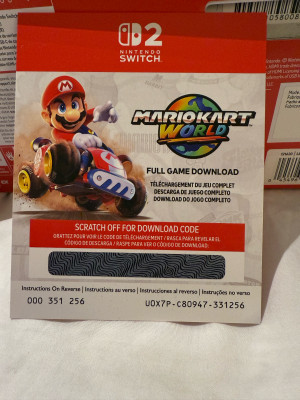 2
NINTENDO
SWITCH
MARIOKART
WORLD
FULL GAME DOWNLOAD
TÉLÉCHARGEMENT DU JEU COMPLET
DESCARGA DE JUEGO COMPLETO
DOWNLOAD DO JOGO COMPLETO
SCRATCH OFF FOR DOWNLOAD CODE
GRATTEZ POUR VOIR LE CODE DE TÉLÉCHARGEMENT / RASCA PARA REVELAR EL
CÓDIGO DE DESCARGA / RASPE PARA VER O CÓDIGO DE DOWNLOAD.
Instructions On Reverse | Instructions au verso | Instrucciones al reverso | Instruções no verso
000 351 256
UOX7P-C80947-331256